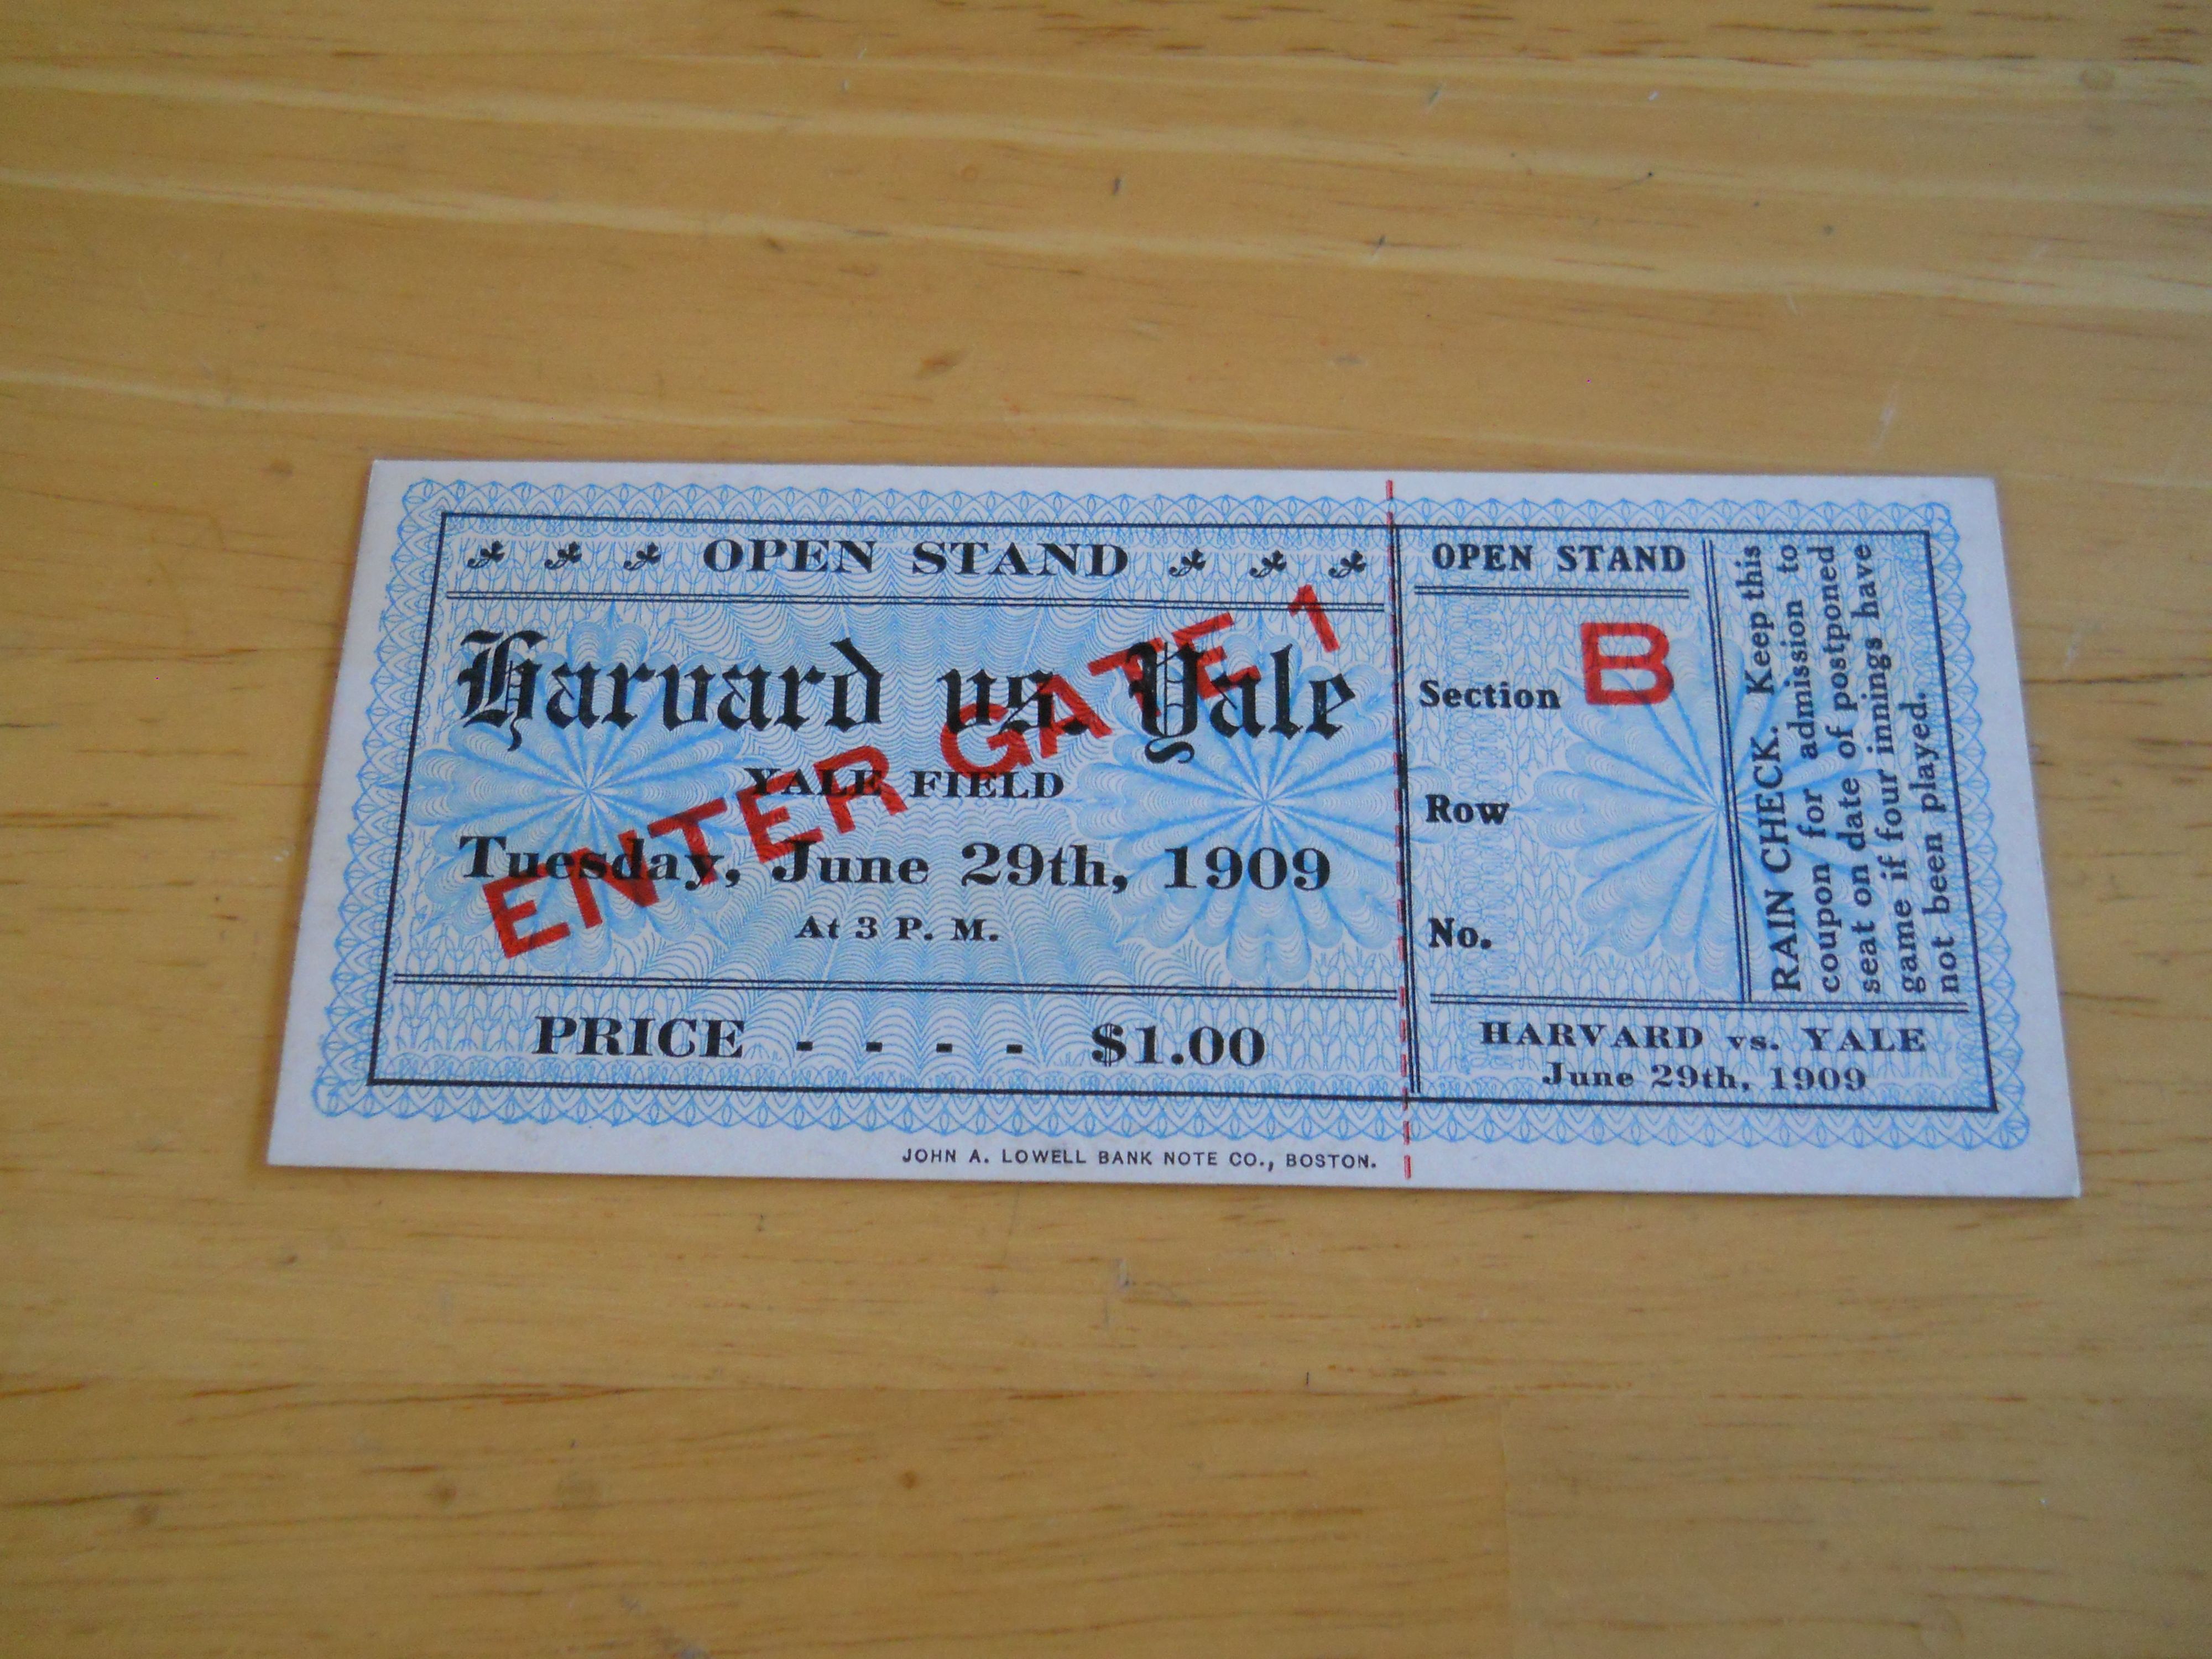 OPEN STAND
Harvard vs. Yale
ENTER GATE 1
YALE FIELD
Tuesday, June 29th, 1909
At 3 P. M.
PRICE - - - - $1.00
JOHN A. LOWELL BANK NOTE CO., BOSTON.
OPEN STAND
Section B
Row
No.
RAIN CHECK. Keep this
coupon for admission to
seat on date of postponed
game if four innings have
not been played.
HARVARD vs. YALE
June 29th, 1909